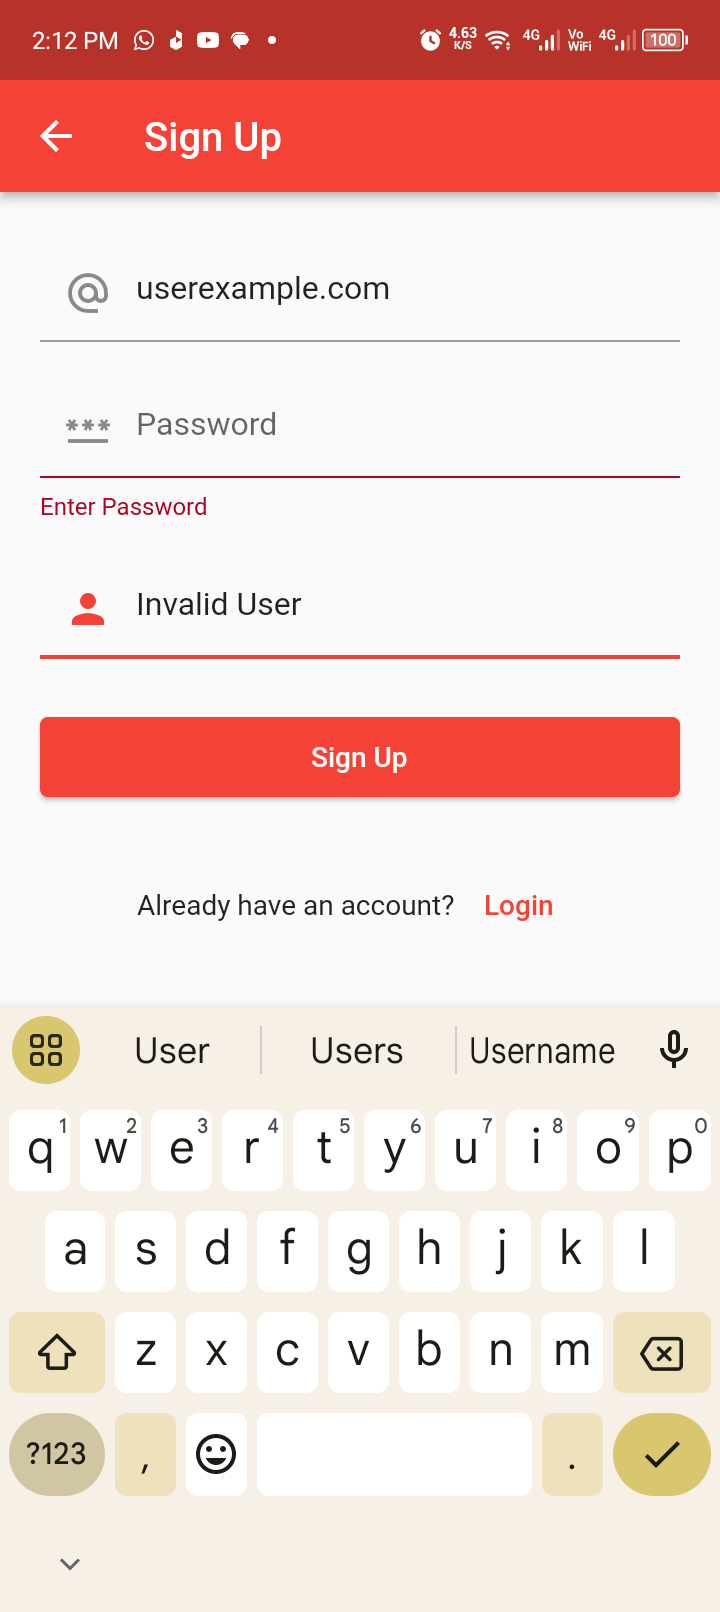 2:12 PM 4.63 K/S 4G Vo WiFi 4G 100
Sign Up
userexample.com
*** Password
Enter Password
Invalid User
Sign Up
Already have an account? Login
User Users Username
q1 w2 e3 r4 t5 y6 u7 i8 o9 p0
a s d f g h j k l
z x c v b n m
?123 , .